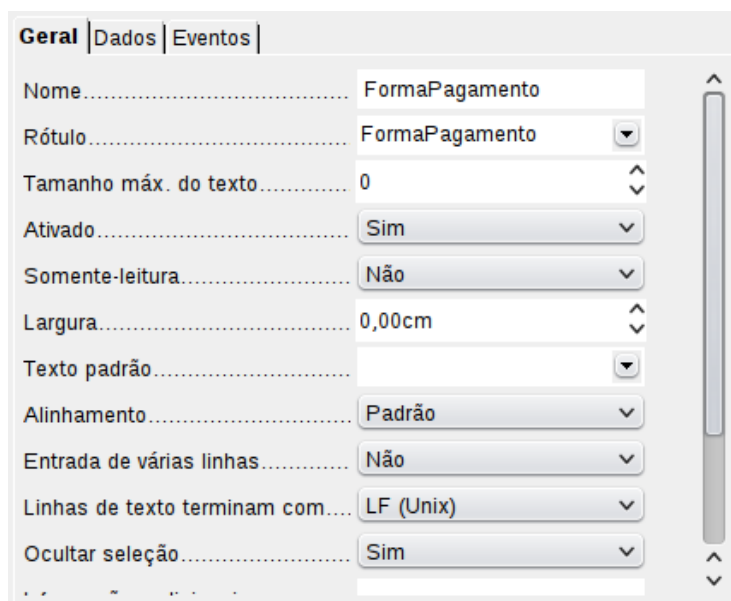 Geral Dados Eventos
Nome................................... FormaPagamento
Rótulo.................................. FormaPagamento
Tamanho máx. do texto............ 0
Ativado................................. Sim
Somente-leitura...................... Não
Largura................................. 0,00cm
Texto padrão..........................
Alinhamento........................... Padrão
Entrada de várias linhas............ Não
Linhas de texto terminam com.... LF (Unix)
Ocultar seleção...................... Sim